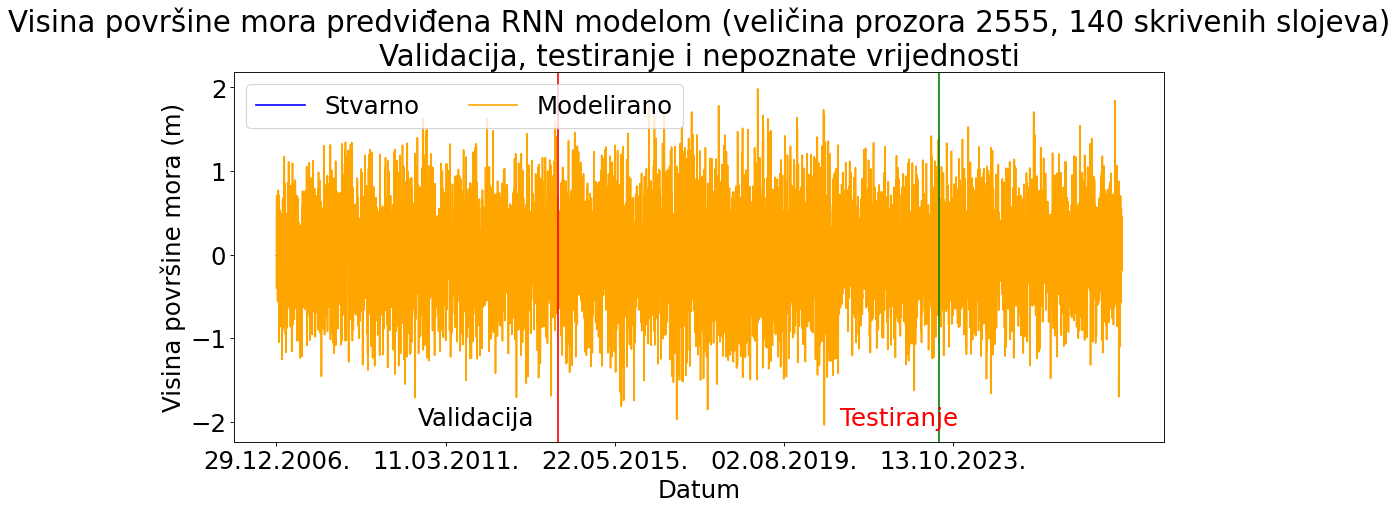 Visina površine mora predviđena RNN modelom (veličina prozora 2555, 140 skrivenih slojeva)
Validacija, testiranje i nepoznate vrijednosti
Visina površine mora (m)
2
1
0
−1
−2
Stvarno Modelirano
Validacija Testiranje
29.12.2006. 11.03.2011. 22.05.2015. 02.08.2019. 13.10.2023.
Datum